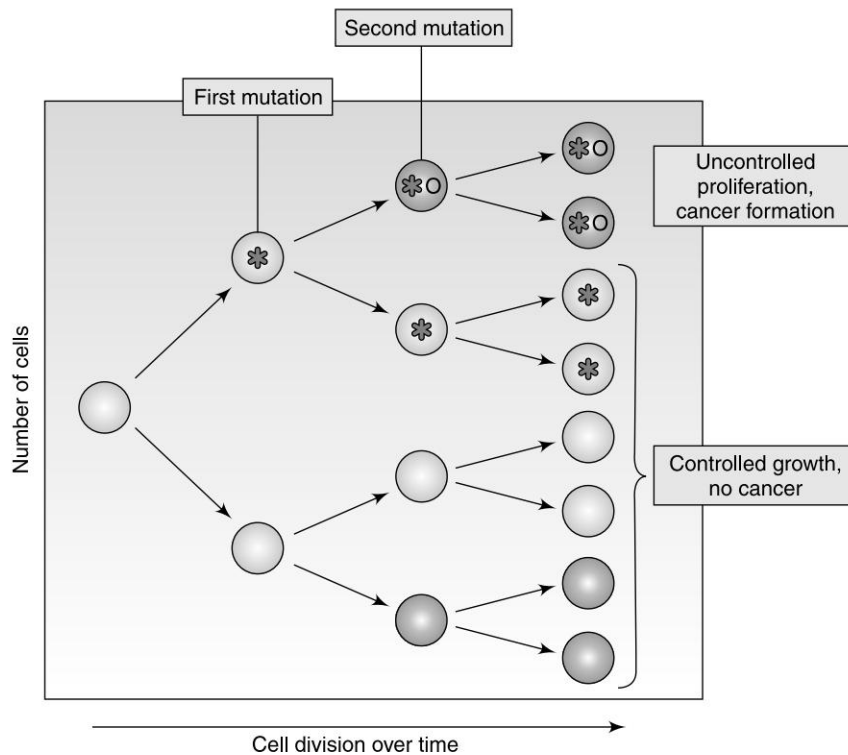 Second mutation
First mutation
✱O
✱O
✱O
Uncontrolled
proliferation,
cancer formation
✱
✱
✱
✱
Number of cells
Controlled growth,
no cancer
Cell division over time